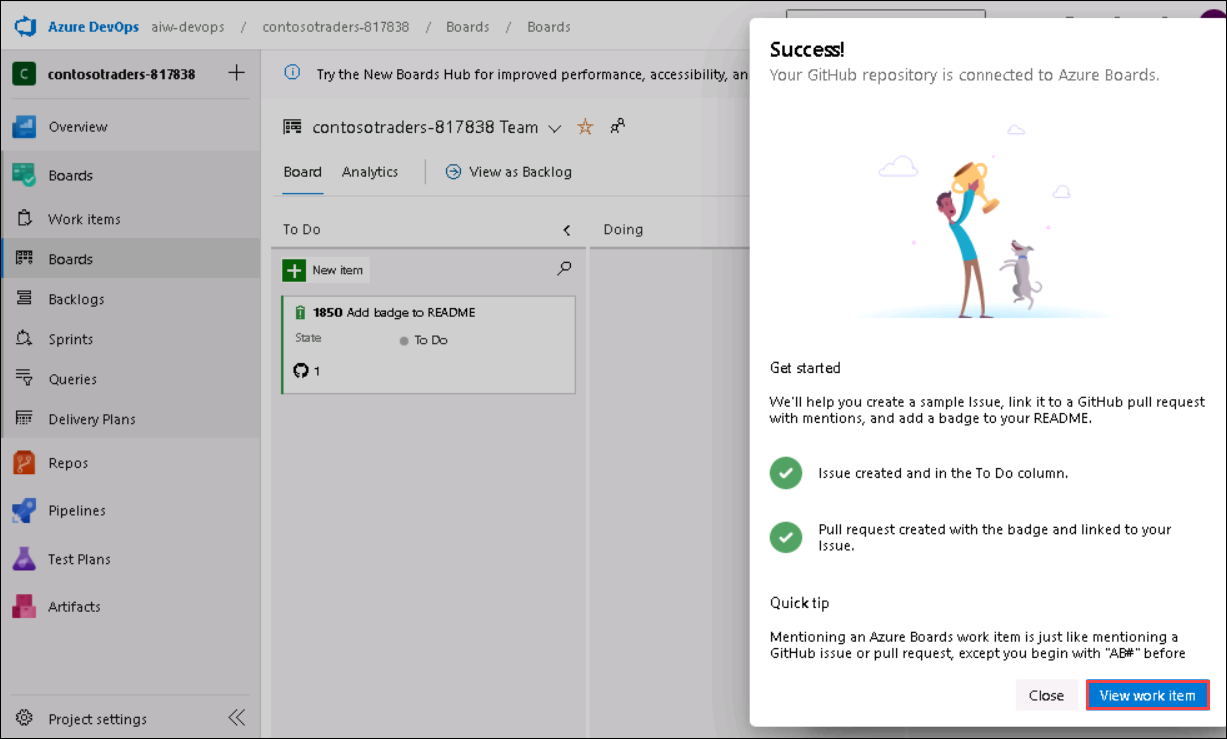 Azure DevOps aiw-devops / contosotraders-817838 / Boards / Boards
C contosotraders-817838
Overview
Boards
Work items
Boards
Backlogs
Sprints
Queries
Delivery Plans
Repos
Pipelines
Test Plans
Artifacts
Project settings
Try the New Boards Hub for improved performance, accessibility, an
contosotraders-817838 Team
Board Analytics View as Backlog
To Do Doing
New item
1850 Add badge to README
State To Do
1
Success!
Your GitHub repository is connected to Azure Boards.
Get started
We'll help you create a sample Issue, link it to a GitHub pull request
with mentions, and add a badge to your README.
Issue created and in the To Do column.
Pull request created with the badge and linked to your
Issue.
Quick tip
Mentioning an Azure Boards work item is just like mentioning a
GitHub issue or pull request, except you begin with "AB#" before
Close View work item